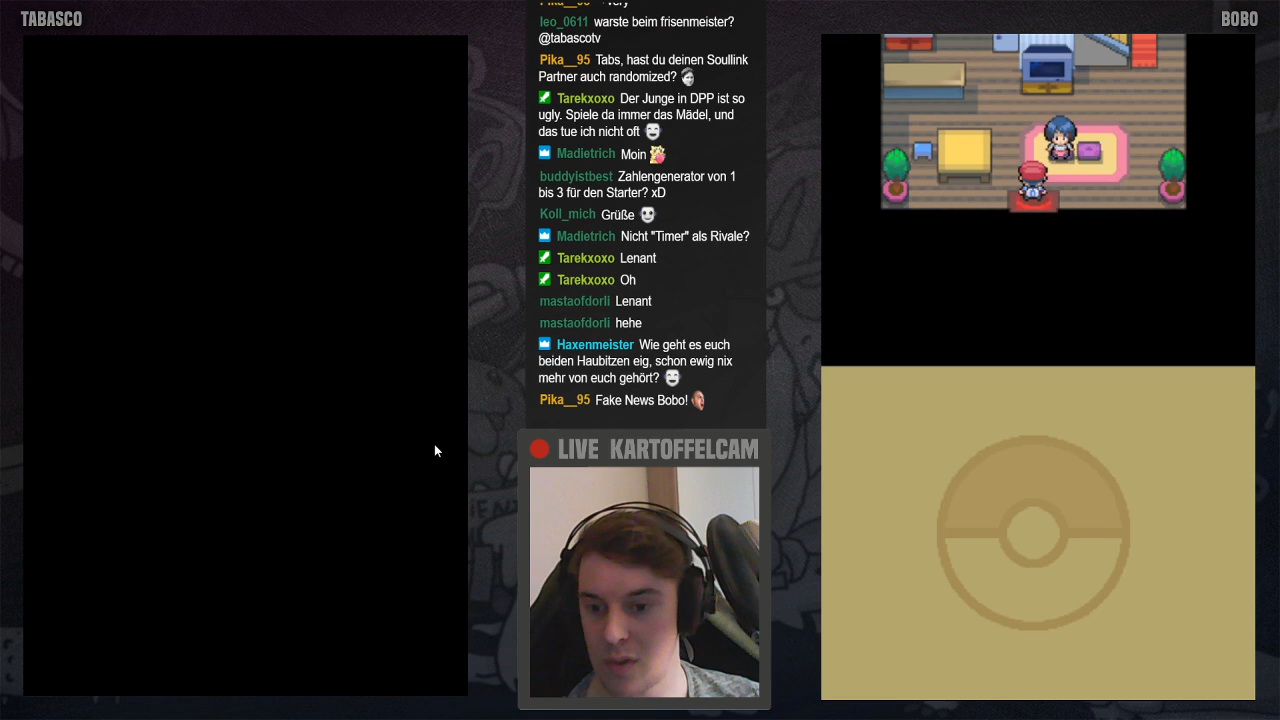 TABASCO
BOBO
leo_0611 warste beim frisenmeister?
@tabascotv
Pika__95 Tabs, hast du deinen Soullink
Partner auch randomized?
Tarekxoxo Der Junge in DPP ist so
ugly. Spiele da immer das Mädel, und
das tue ich nicht oft
Madietrich Moin
buddyistbest Zahlengenerator von 1
bis 3 für den Starter? xD
Koll_mich Grüße
Madietrich Nicht "Timer" als Rivale?
Tarekxoxo Lenant
Tarekxoxo Oh
mastaofdorli Lenant
mastaofdorli hehe
Haxenmeister Wie geht es euch
beiden Haubitzen eig, schon ewig nix
mehr von euch gehört?
Pika__95 Fake News Bobo!
LIVE KARTOFFELCAM